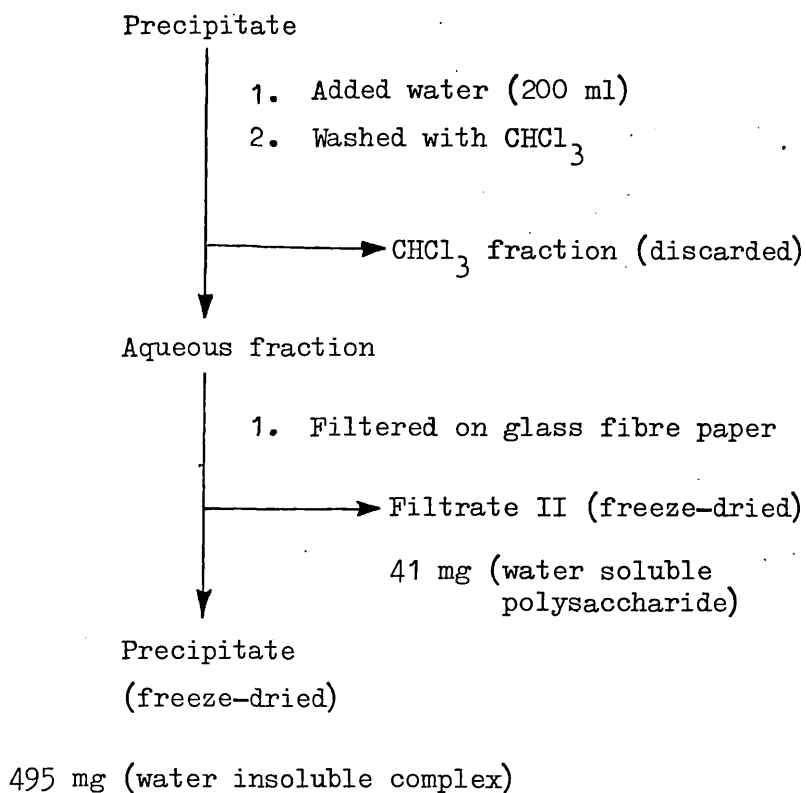 Precipitate
1. Added water (200 ml)
2. Washed with CHCl3
CHCl3 fraction (discarded)
Aqueous fraction
1. Filtered on glass fibre paper
Filtrate II (freeze-dried)
41 mg (water soluble
polysaccharide)
Precipitate
(freeze-dried)
495 mg (water insoluble complex)